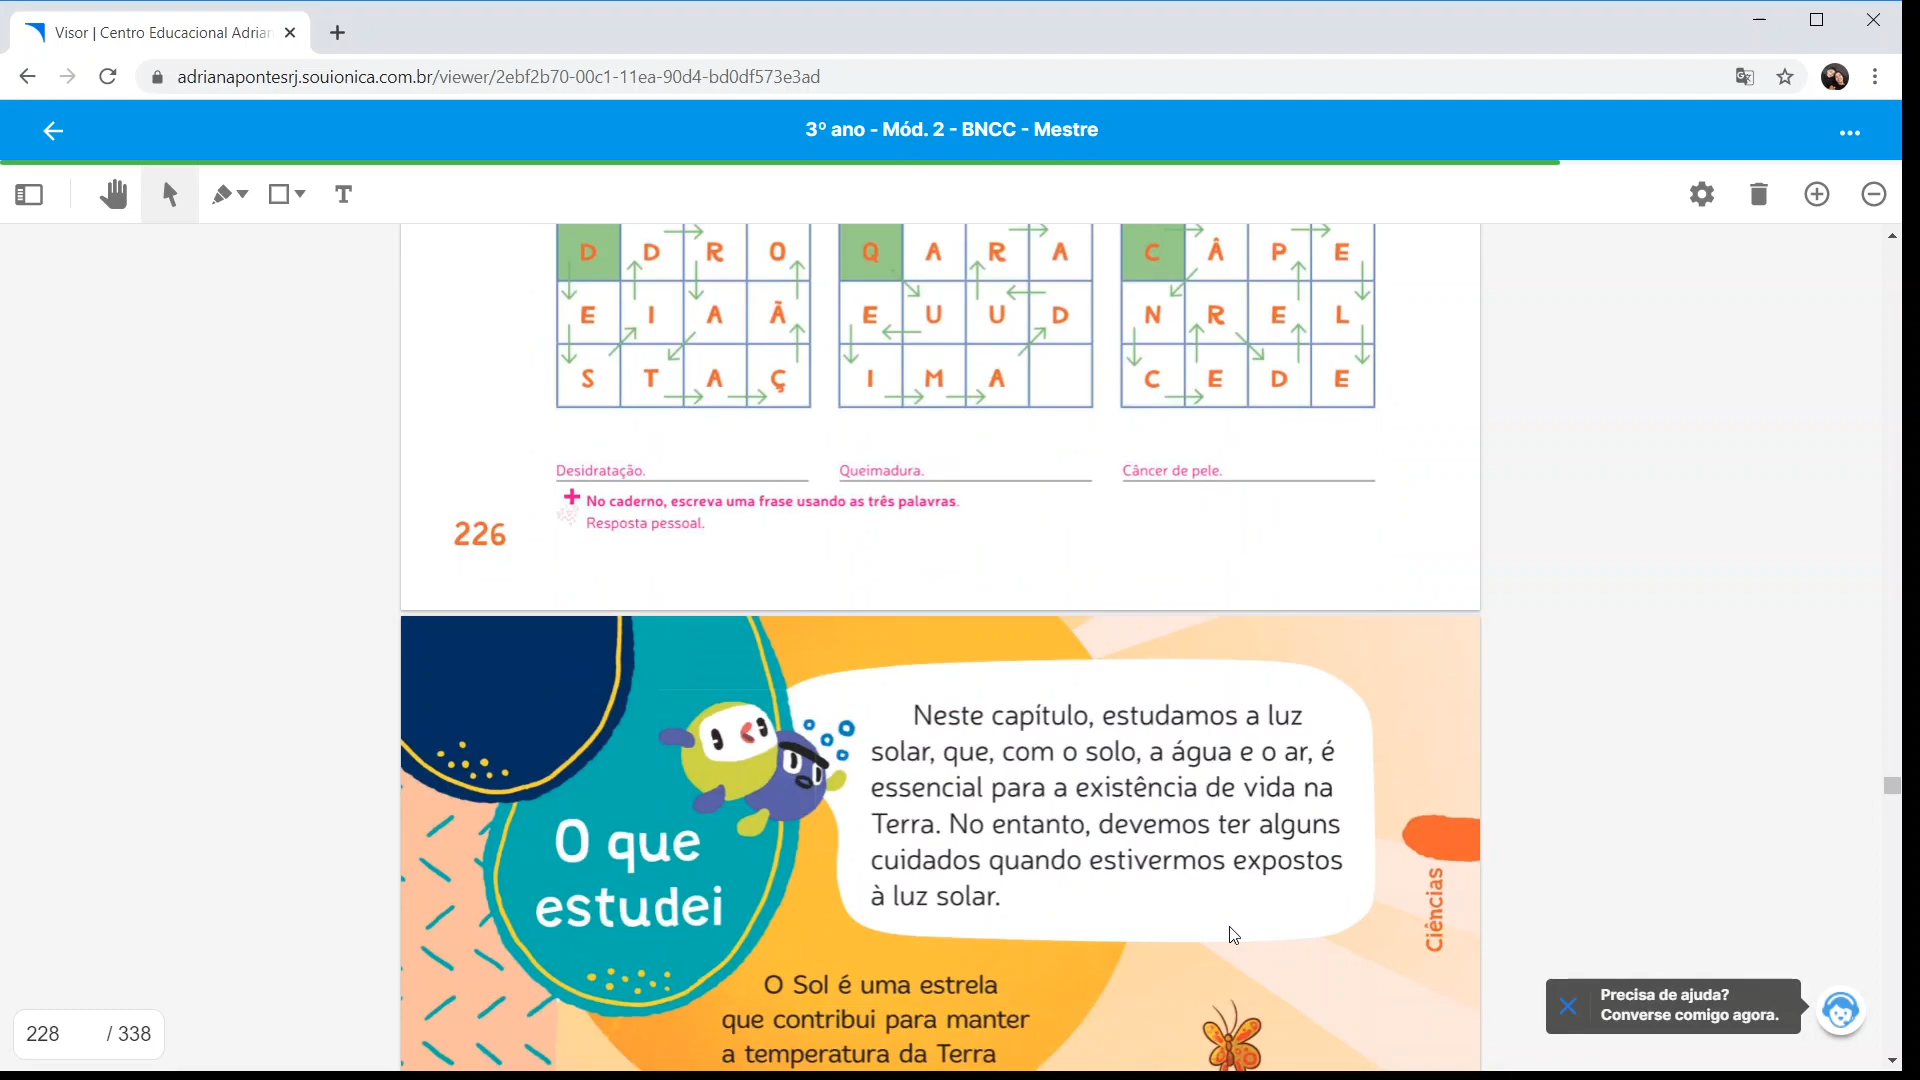 Visor | Centro Educacional Adrian
adrianapontesrj.souionica.com.br/viewer/2ebf2b70-00c1-11ea-90d4-bd0df573e3ad
3º ano - Mód. 2 - BNCC - Mestre
T
D D R O
E I A Ã
S T A Ç
Q A R A
E U U D
I M A
C Â P E
N R E L
C E D E
Desidratação.
Queimadura.
Câncer de pele.
+ No caderno, escreva uma frase usando as três palavras.
Resposta pessoal.
226
Neste capítulo, estudamos a luz
solar, que, com o solo, a água e o ar, é
essencial para a existência de vida na
Terra. No entanto, devemos ter alguns
cuidados quando estivermos expostos
à luz solar.
O que
estudei
Ciências
O Sol é uma estrela
que contribui para manter
a temperatura da Terra
Precisa de ajuda?
Converse comigo agora.
228 / 338